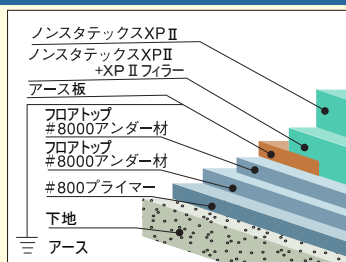 ノンスタテックスXPⅡ
ノンスタテックスXPⅡ
+XPⅡフィラー
アース板
フロアトップ
#8000アンダー材
フロアトップ
#8000アンダー材
#800プライマー
下地
アース